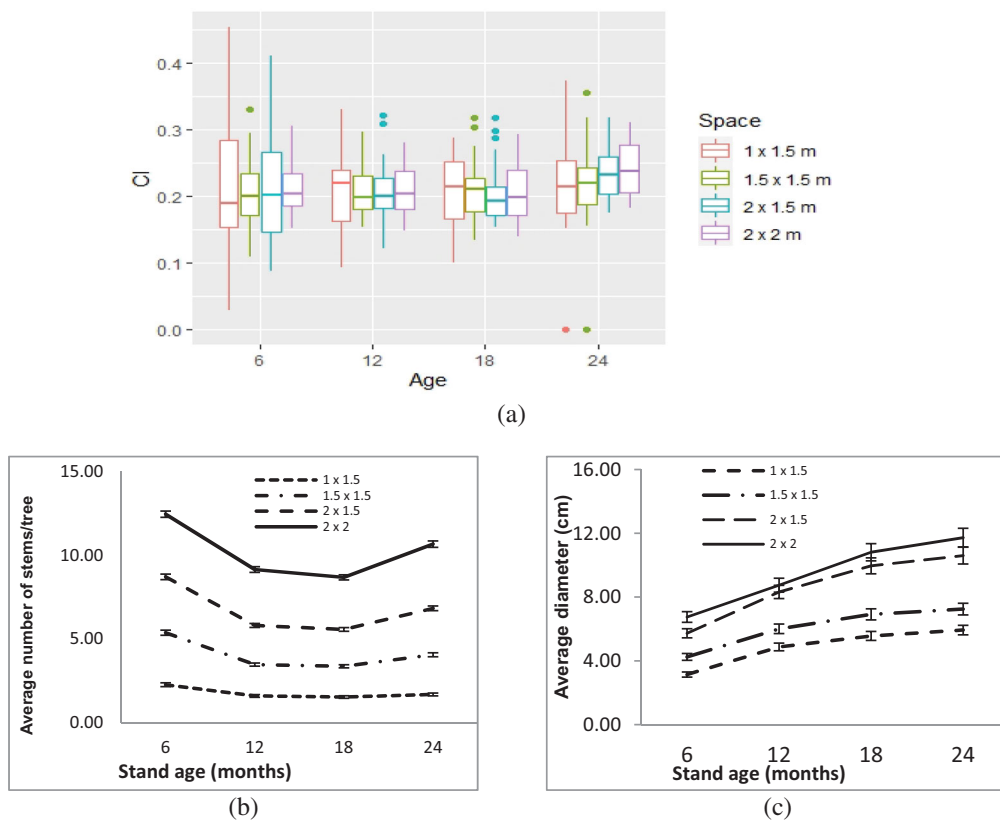 0.4
0.3
0.2
0.1
0.0
CI
6 12 18 24
Age
Space
1 x 1.5 m
1.5 x 1.5 m
2 x 1.5 m
2 x 2 m
(a)
15.00
10.00
5.00
0.00
Average number of stems/tree
1 x 1.5
1.5 x 1.5
2 x 1.5
2 x 2
6 12 18 24
Stand age (months)
(b)
16.00
12.00
8.00
4.00
0.00
Average diameter (cm)
1 x 1.5
1.5 x 1.5
2 x 1.5
2 x 2
6 12 18 24
Stand age (months)
(c)